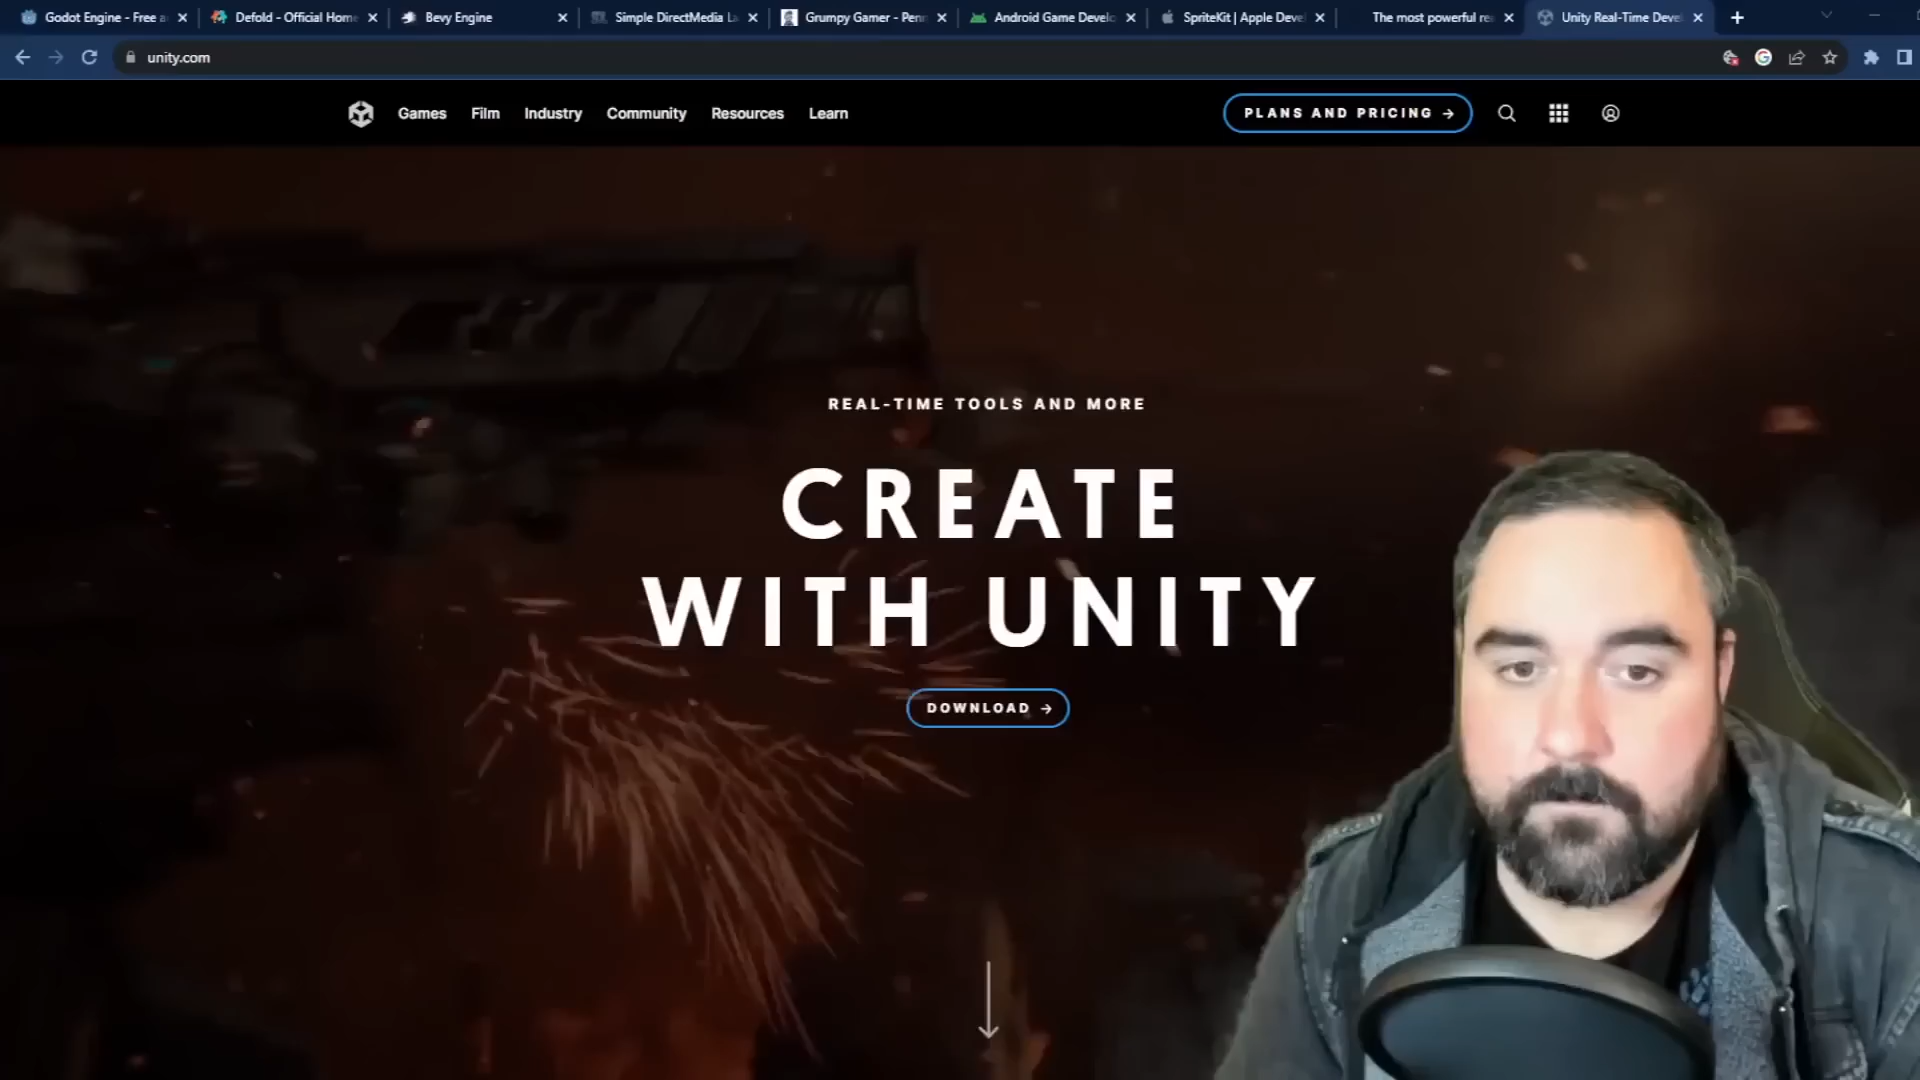 Godot Engine - Free a
Defold - Official Home
Bevy Engine
Simple DirectMedia La
Grumpy Gamer - Penn
Android Game Develo
SpriteKit | Apple Deve
The most powerful re
Unity Real-Time Deve
unity.com
Games
Film
Industry
Community
Resources
Learn
PLANS AND PRICING →
REAL-TIME TOOLS AND MORE
CREATE
WITH UNITY
DOWNLOAD →